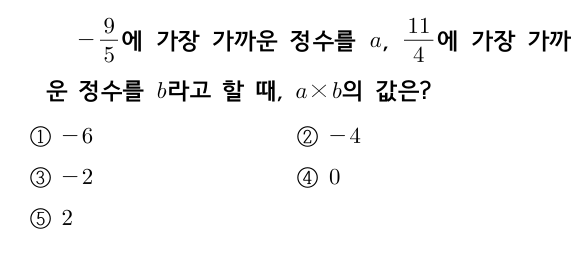 $-\frac{9}{5}$에 가장 가까운 정수를 $a$, $\frac{11}{4}$에 가장 가까
운 정수를 $b$라고 할 때, $a \times b$의 값은?
① $-6$ ② $-4$
③ $-2$ ④ $0$
⑤ $2$